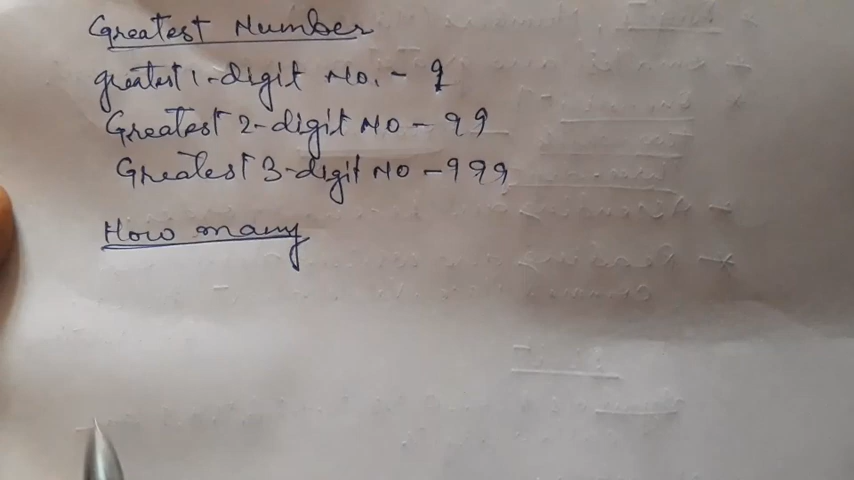 Greatest Number
greatest 1-digit No. - 9
Greatest 2-digit NO - 99
Greatest 3-digit NO - 999
How many